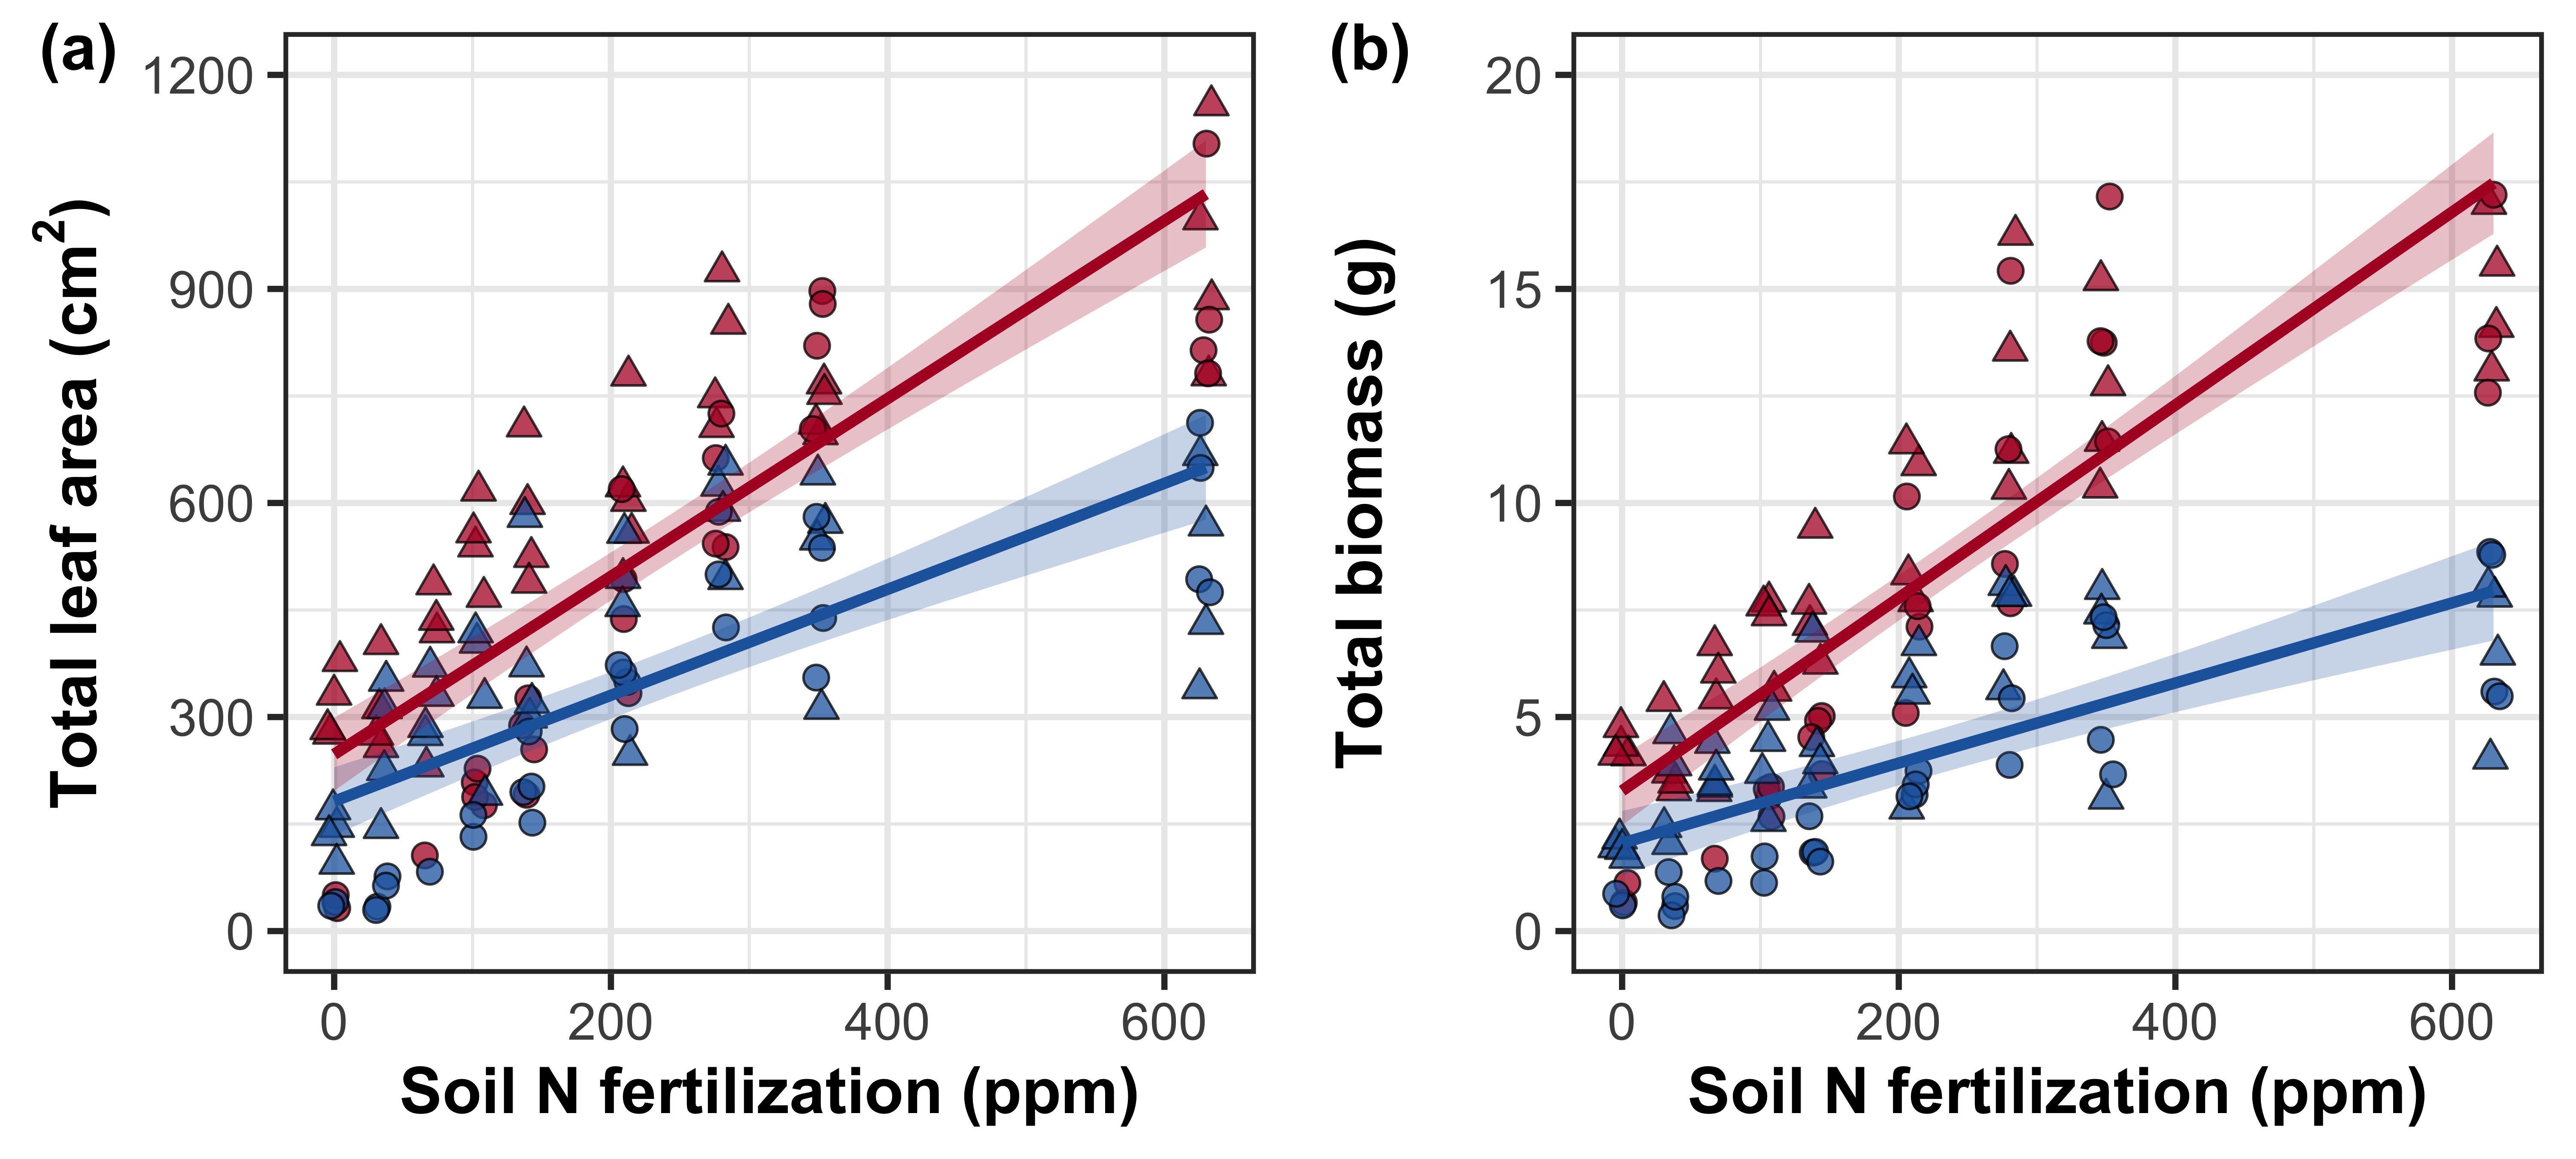 (a)
Total leaf area (cm²)
1200
900
600
300
0
0 200 400 600
Soil N fertilization (ppm)
(b)
Total biomass (g)
20
15
10
5
0
0 200 400 600
Soil N fertilization (ppm)